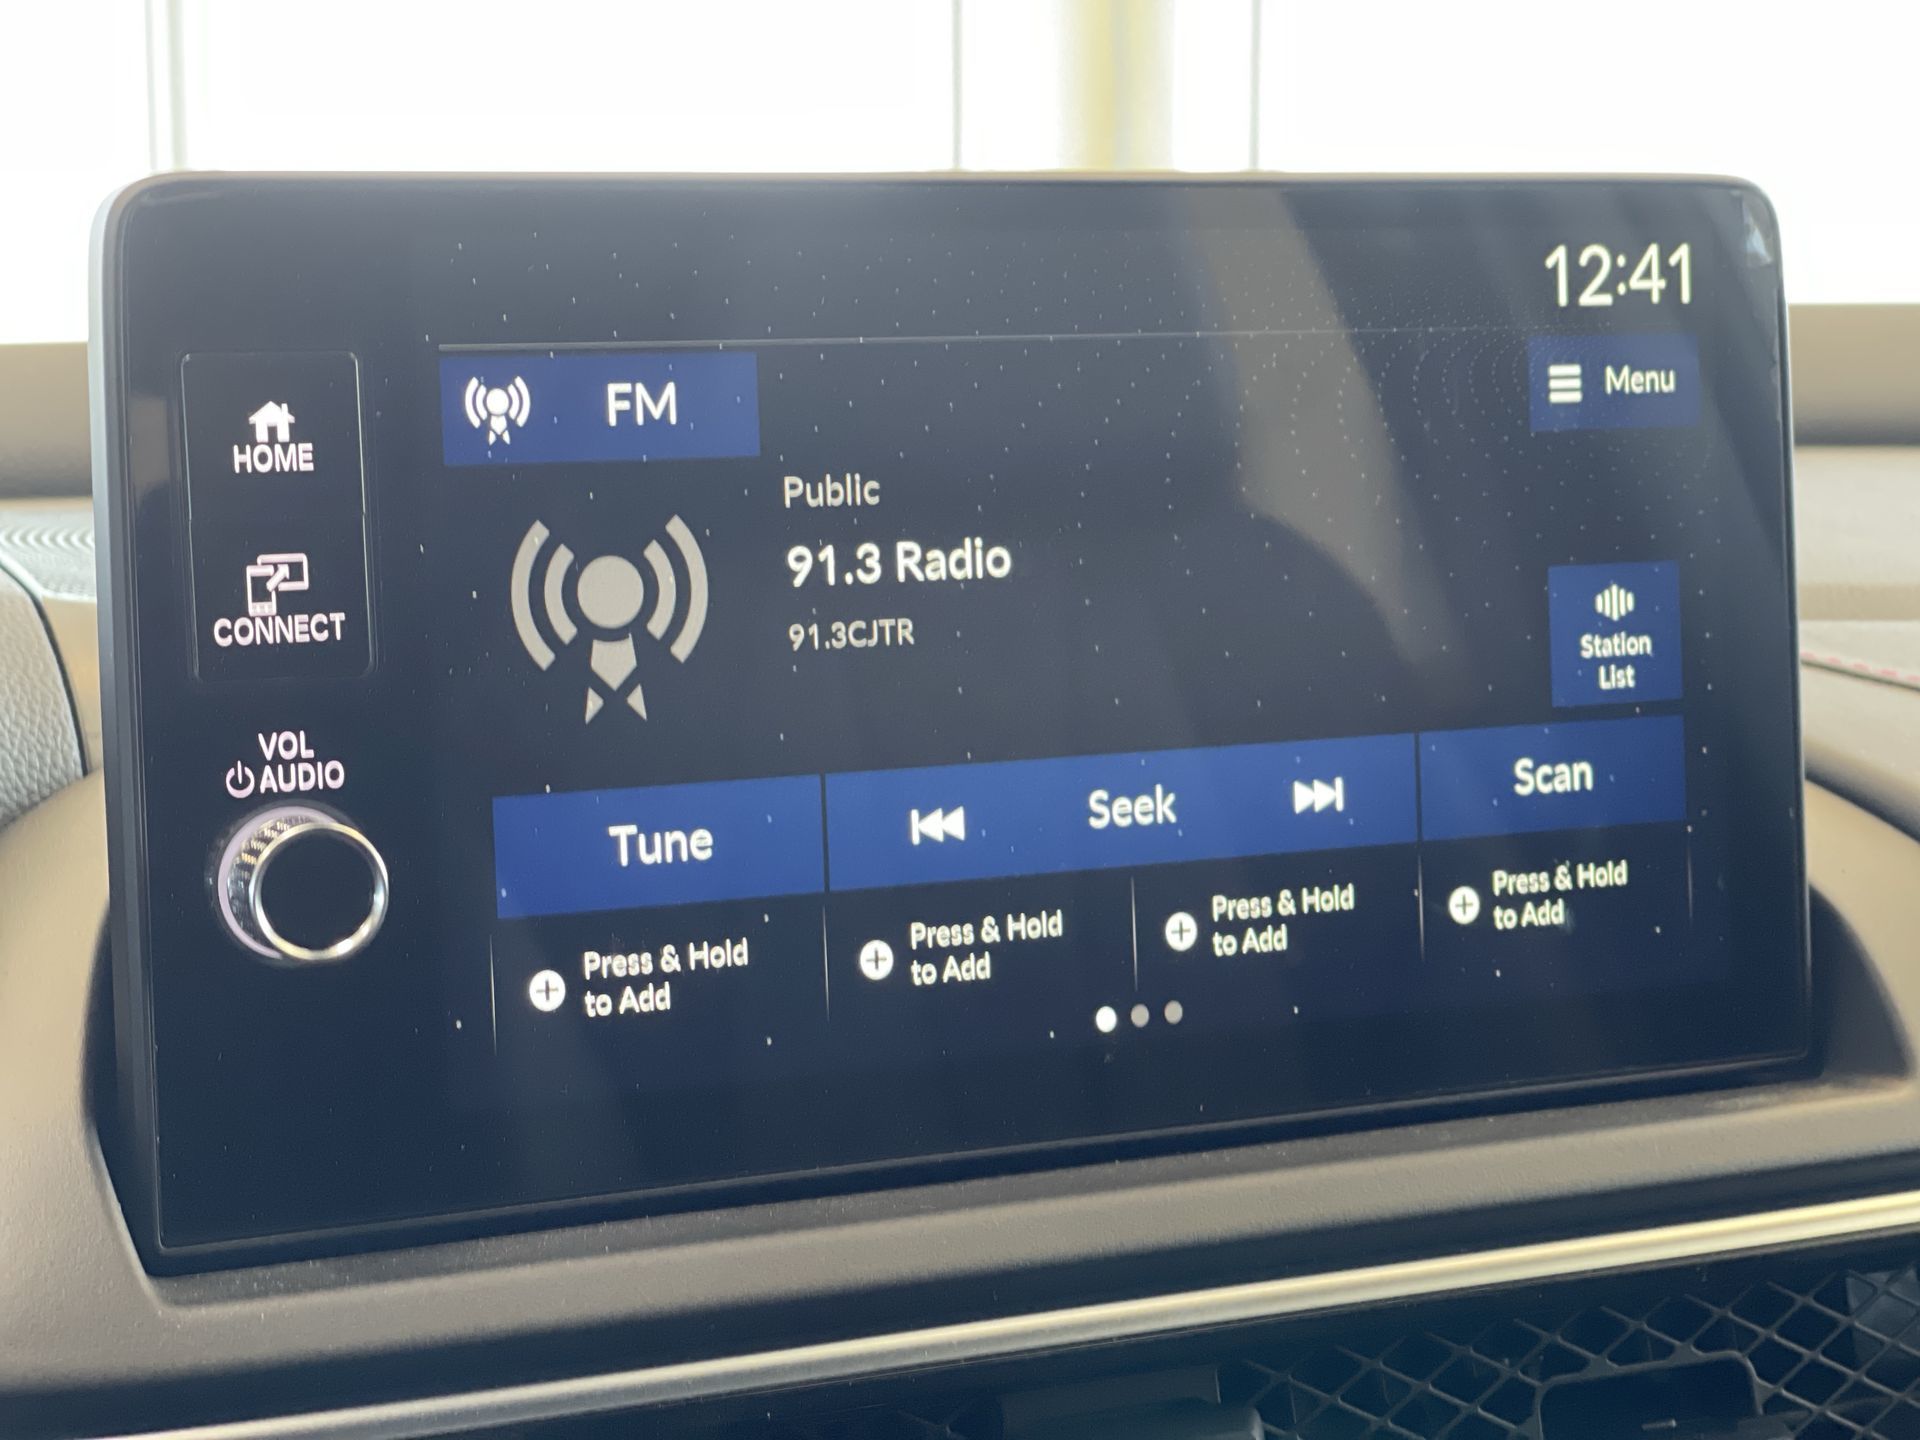 12:41
FM
Menu
HOME
CONNECT
VOL
AUDIO
Public
91.3 Radio
91.3CJTR
Station
List
Tune
Seek
Scan
Press & Hold
to Add
Press & Hold
to Add
Press & Hold
to Add
Press & Hold
to Add